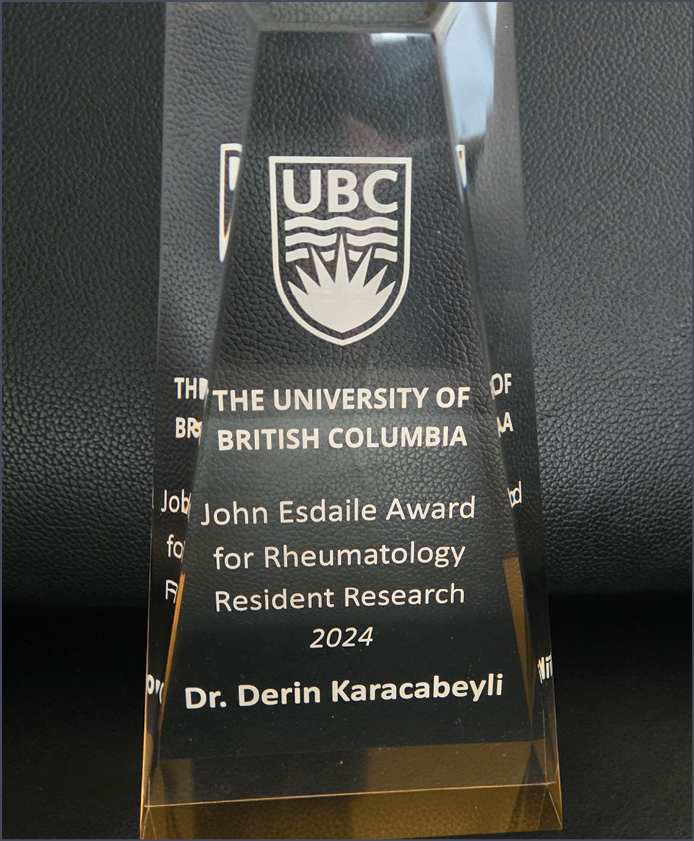 UBC
THE UNIVERSITY OF
BRITISH COLUMBIA
John Esdaile Award
for Rheumatology
Resident Research
2024
Dr. Derin Karacabeyli